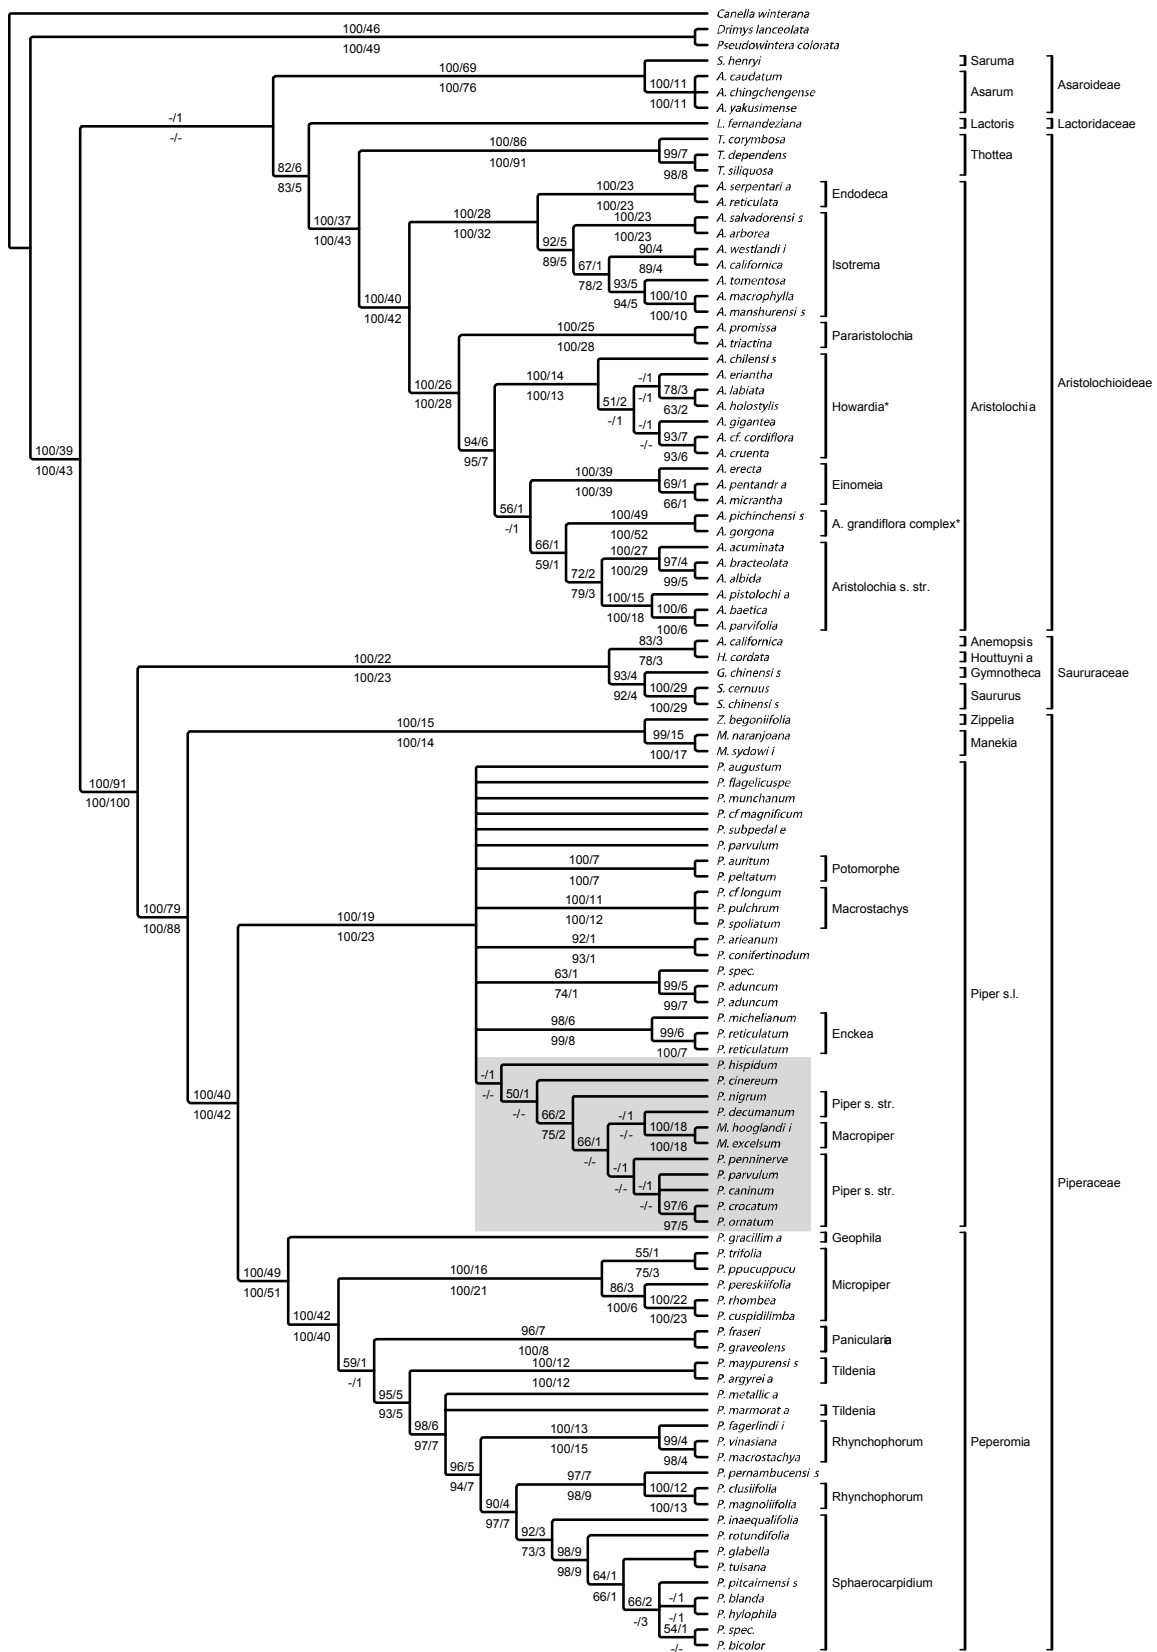 Canella winterana
100/46
Drimys lanceolata
100/49
Pseudowintera colorata
S. henryi
Saruma
100/69
100/76
100/11
A. caudatum
A. chingchengense
Asarum
Asaroideae
100/11
A. yakusimense
-/1
-/-
L. fernandeziana
Lactoris
Lactoridaceae
100/86
T. corymbosa
100/91
99/7
T. dependens
Thottea
82/6
83/5
98/8
T. siliquosa
100/23
A. serpentari a
Endodeca
100/23
A. reticulata
100/37
100/43
100/28
100/32
100/23
A. salvadorensi s
100/23
A. arborea
92/5
89/5
90/4
A. westlandi i
89/4
A. californica
Isotrema
67/1
78/2
93/5
A. tomentosa
94/5
100/10
A. macrophylla
100/10
A. manshurensi s
100/40
100/42
100/25
A. promissa
Pararistolochia
100/28
A. triactina
A. chilensi s
100/26
100/28
100/14
100/13
-/1
A. eriantha
-/1
78/3
A. labiata
Howardia*
Aristolochi a
Aristolochioideae
51/2
-/1
63/2
A. holostylis
-/1
A. gigantea
-/-
93/7
A. cf. cordiflora
93/6
A. cruenta
94/6
95/7
100/39
A. erecta
100/39
69/1
A. pentandr a
Einomeia
66/1
A. micrantha
56/1
-/1
100/49
A. pichinchensi s
A. grandiflora complex*
100/52
A. gorgona
66/1
59/1
100/27
A. acuminata
100/29
97/4
A. bracteolata
99/5
A. albida
Aristolochia s. str.
72/2
79/3
100/15
A. pistolochi a
100/18
100/6
A. baetica
100/6
A. parvifolia
83/3
A. californica
Anemopsis
78/3
H. cordata
Houttuyni a
100/22
100/23
93/4
G. chinensi s
Gymnotheca
Saururaceae
92/4
100/29
S. cernuus
Saururus
100/29
S. chinensi s
100/39
100/43
100/15
Z. begoniifolia
Zippelia
100/14
99/15
M. naranjoana
Manekia
100/17
M. sydowi i
100/91
100/100
P. augustum
P. flagelicuspe
P. munchanum
P. cf magnificum
P. subpedal e
P. parvulum
100/7
P. auritum
Potomorphe
100/7
P. peltatum
100/79
100/88
100/19
100/23
P. cf longum
100/11
P. pulchrum
Macrostachys
100/12
P. spoliatum
92/1
P. arieanum
93/1
P. conifertinodum
63/1
P. spec.
74/1
99/5
P. aduncum
Piper s.l.
99/7
P. aduncum
98/6
P. michelianum
99/8
99/6
P. reticulatum
Enckea
100/7
P. reticulatum
-/1
-/-
P. hispidum
50/1
-/-
P. cinereum
66/2
75/2
P. nigrum
Piper s. str.
-/1
P. decumanum
-/-
100/18
M. hooglandi i
Macropiper
100/18
M. excelsum
66/1
-/-
-/1
P. penninerve
-/-
-/1
P. parvulum
-/-
P. caninum
Piper s. str.
97/6
P. crocatum
97/5
P. ornatum
Piperaceae
100/40
100/42
P. gracillim a
Geophila
100/49
100/51
100/16
100/21
55/1
P. trifolia
75/3
P. ppucuppucu
86/3
P. pereskiifolia
Micropiper
100/6
100/22
P. rhombea
100/23
P. cuspidilimba
100/42
100/40
96/7
P. fraseri
Panicularia
100/8
P. graveolens
59/1
-/1
100/12
P. maypurensi s
Tildenia
100/12
P. argyrei a
95/5
93/5
P. metallic a
P. marmorat a
Tildenia
98/6
97/7
100/13
P. fagerlindi i
100/15
99/4
P. vinasiana
Rhynchophorum
Peperomia
98/4
P. macrostachya
96/5
94/7
97/7
P. pernambucensi s
98/9
100/12
P. clusiifolia
Rhynchophorum
100/13
P. magnoliifolia
90/4
97/7
92/3
73/3
P. inaequalifolia
98/9
98/9
P. rotundifolia
P. glabella
P. tuisana
64/1
66/1
P. pitcairnensi s
Sphaerocarpidium
66/2
-/3
-/1
P. blanda
-/1
P. hylophila
54/1
P. spec.
-/-
P. bicolor